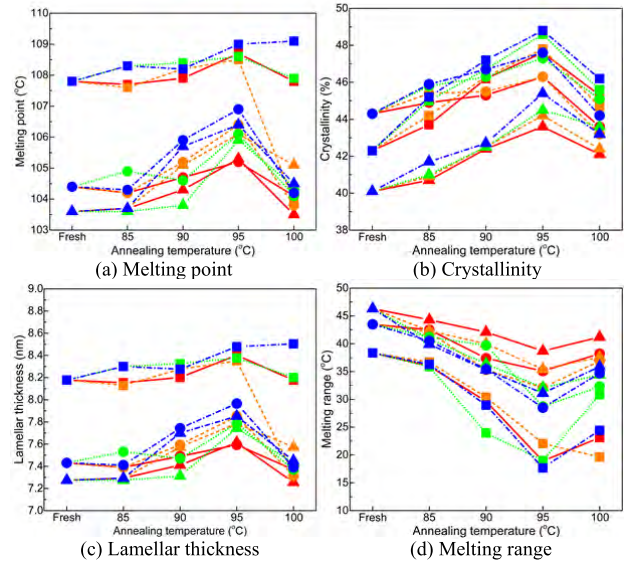 109
108
107
106
105
104
103
Melting point (°C)
Fresh 85 90 95 100
Annealing temperature (°C)
(a) Melting point
50
48
46
44
42
40
38
Crystallinity (%)
Fresh 85 90 95 100
Annealing temperature (°C)
(b) Crystallinity
9.0
8.8
8.6
8.4
8.2
8.0
7.8
7.6
7.4
7.2
7.0
Lamellar thickness (nm)
Fresh 85 90 95 100
Annealing temperature (°C)
(c) Lamellar thickness
50
45
40
35
30
25
20
15
10
Melting range (°C)
Fresh 85 90 95 100
Annealing temperature (°C)
(d) Melting range